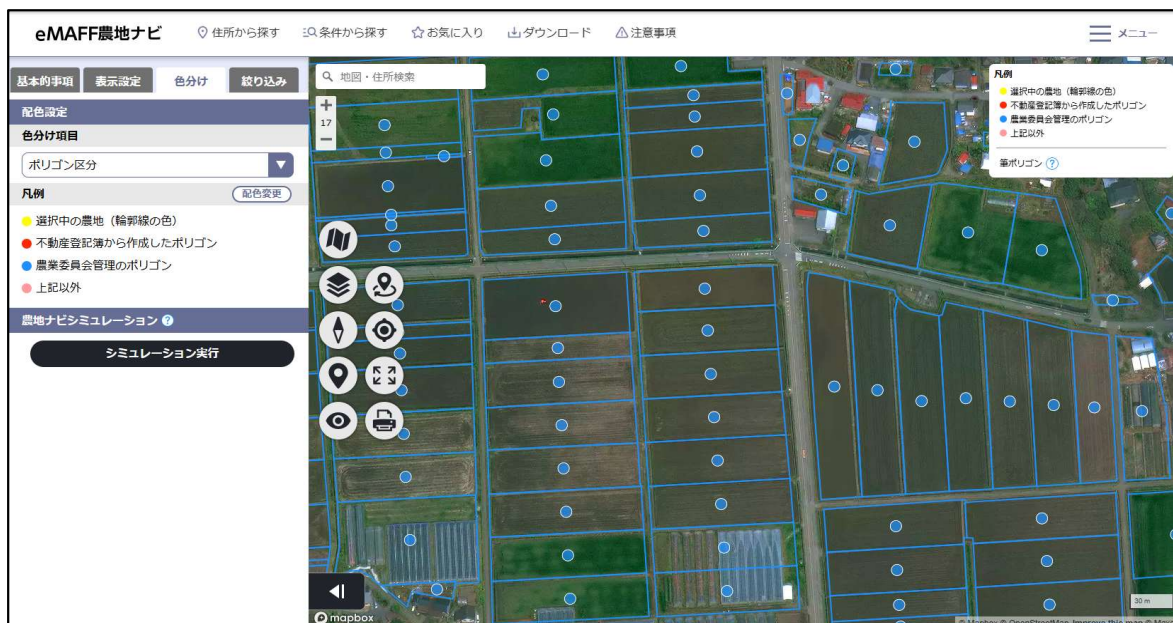 eMAFF農地ナビ
住所から探す
条件から探す
お気に入り
ダウンロード
注意事項
メニュー
基本的事項
表示設定
色分け
絞り込み
配色設定
色分け項目
ポリゴン区分
凡例
配色変更
選択中の農地（輪郭線の色）
不動産登記簿から作成したポリゴン
農業委員会管理のポリゴン
上記以外
農地ナビシミュレーション ?
シミュレーション実行
地図・住所検索
+
17
−
凡例
選択中の農地（輪郭線の色）
不動産登記簿から作成したポリゴン
農業委員会管理のポリゴン
上記以外
筆ポリゴン ?
30 m
mapbox
© Mapbox © OpenStreetMap Improve this map